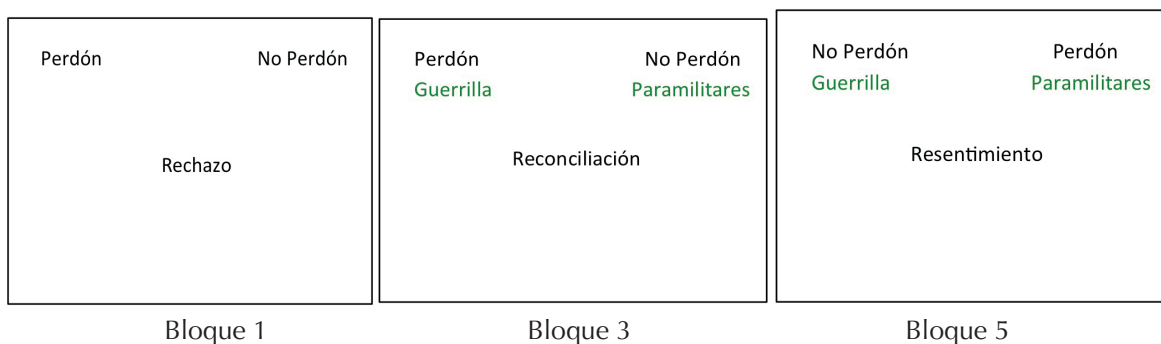 Perdón No Perdón
Rechazo
Bloque 1
Perdón No Perdón
Guerrilla Paramilitares
Reconciliación
Bloque 3
No Perdón Perdón
Guerrilla Paramilitares
Resentimiento
Bloque 5